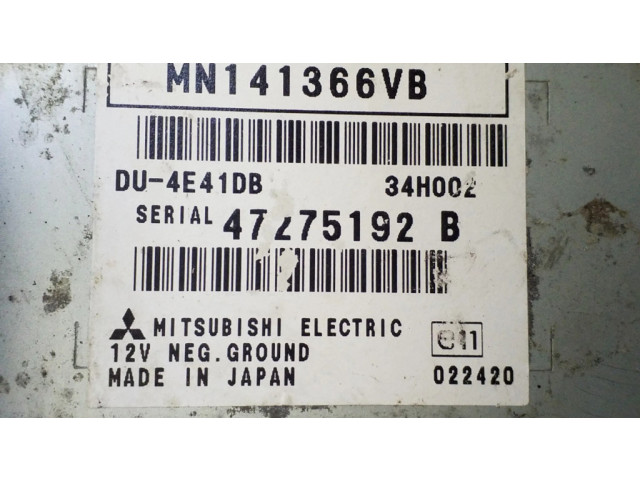 MN141366VB
DU-4E41DB 34H002
SERIAL 47275192 B
MITSUBISHI ELECTRIC
12V NEG. GROUND e11
MADE IN JAPAN 022420